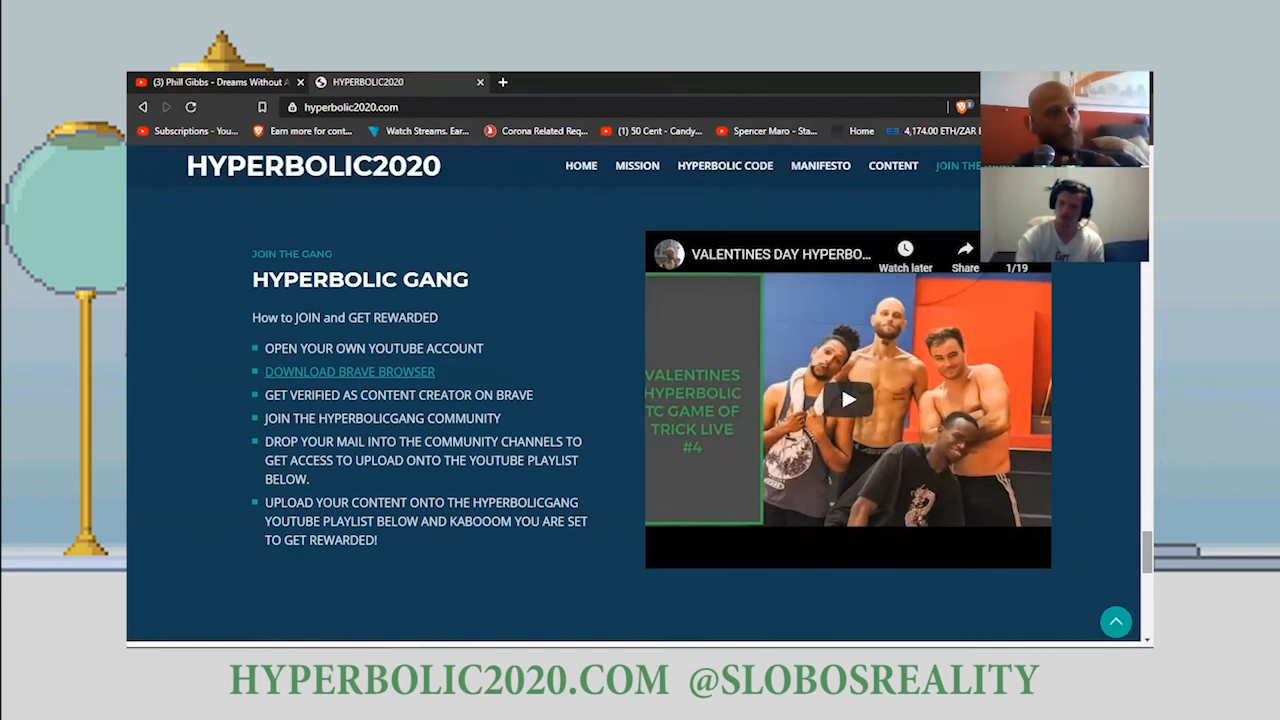 (3) Phill Gibbs - Dreams Without A
HYPERBOLIC2020
hyperbolic2020.com
3
Subscriptions - You...
Earn more for cont...
Watch Streams. Ear...
Corona Related Req...
(1) 50 Cent - Candy...
Spencer Maro - Sta...
Home
4,174.00 ETH/ZAR B
HYPERBOLIC2020
HOME
MISSION
HYPERBOLIC CODE
MANIFESTO
CONTENT
JOIN THE
JOIN THE GANG
HYPERBOLIC GANG
How to JOIN and GET REWARDED
OPEN YOUR OWN YOUTUBE ACCOUNT
DOWNLOAD BRAVE BROWSER
GET VERIFIED AS CONTENT CREATOR ON BRAVE
JOIN THE HYPERBOLICGANG COMMUNITY
DROP YOUR MAIL INTO THE COMMUNITY CHANNELS TO
GET ACCESS TO UPLOAD ONTO THE YOUTUBE PLAYLIST
BELOW.
UPLOAD YOUR CONTENT ONTO THE HYPERBOLICGANG
YOUTUBE PLAYLIST BELOW AND KABOOOM YOU ARE SET
TO GET REWARDED!
VALENTINES DAY HYPERBO...
Watch later
Share
1/19
VALENTINES
HYPERBOLIC
TC GAME OF
TRICK LIVE
#4
HYPERBOLIC2020.COM @SLOBOSREALITY